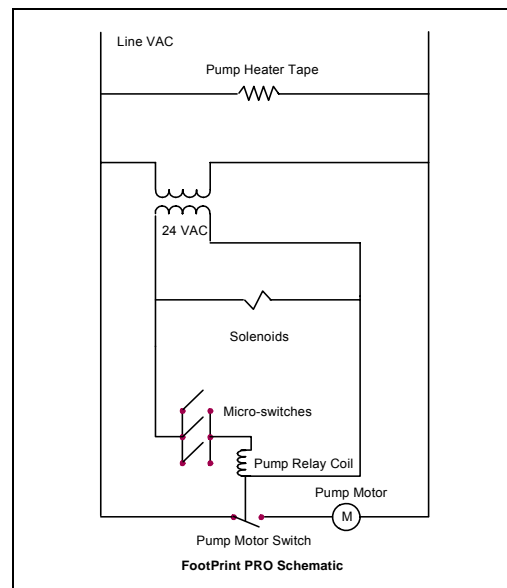 Line VAC
Pump Heater Tape
24 VAC
Solenoids
Micro-switches
Pump Relay Coil
Pump Motor
M
Pump Motor Switch
FootPrint PRO Schematic